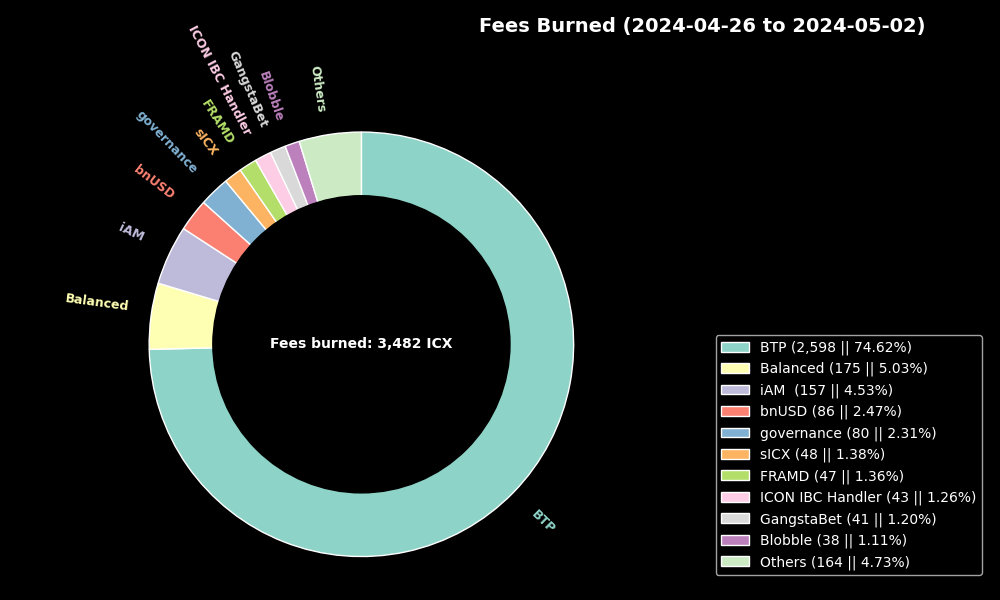 Fees Burned (2024-04-26 to 2024-05-02)
ICON IBC Handler
GangstaBet
Blobble
Others
FRAMD
sICX
governance
bnUSD
iAM
Balanced
Fees burned: 3,482 ICX
BTP
BTP (2,598 || 74.62%)
Balanced (175 || 5.03%)
iAM  (157 || 4.53%)
bnUSD (86 || 2.47%)
governance (80 || 2.31%)
sICX (48 || 1.38%)
FRAMD (47 || 1.36%)
ICON IBC Handler (43 || 1.26%)
GangstaBet (41 || 1.20%)
Blobble (38 || 1.11%)
Others (164 || 4.73%)